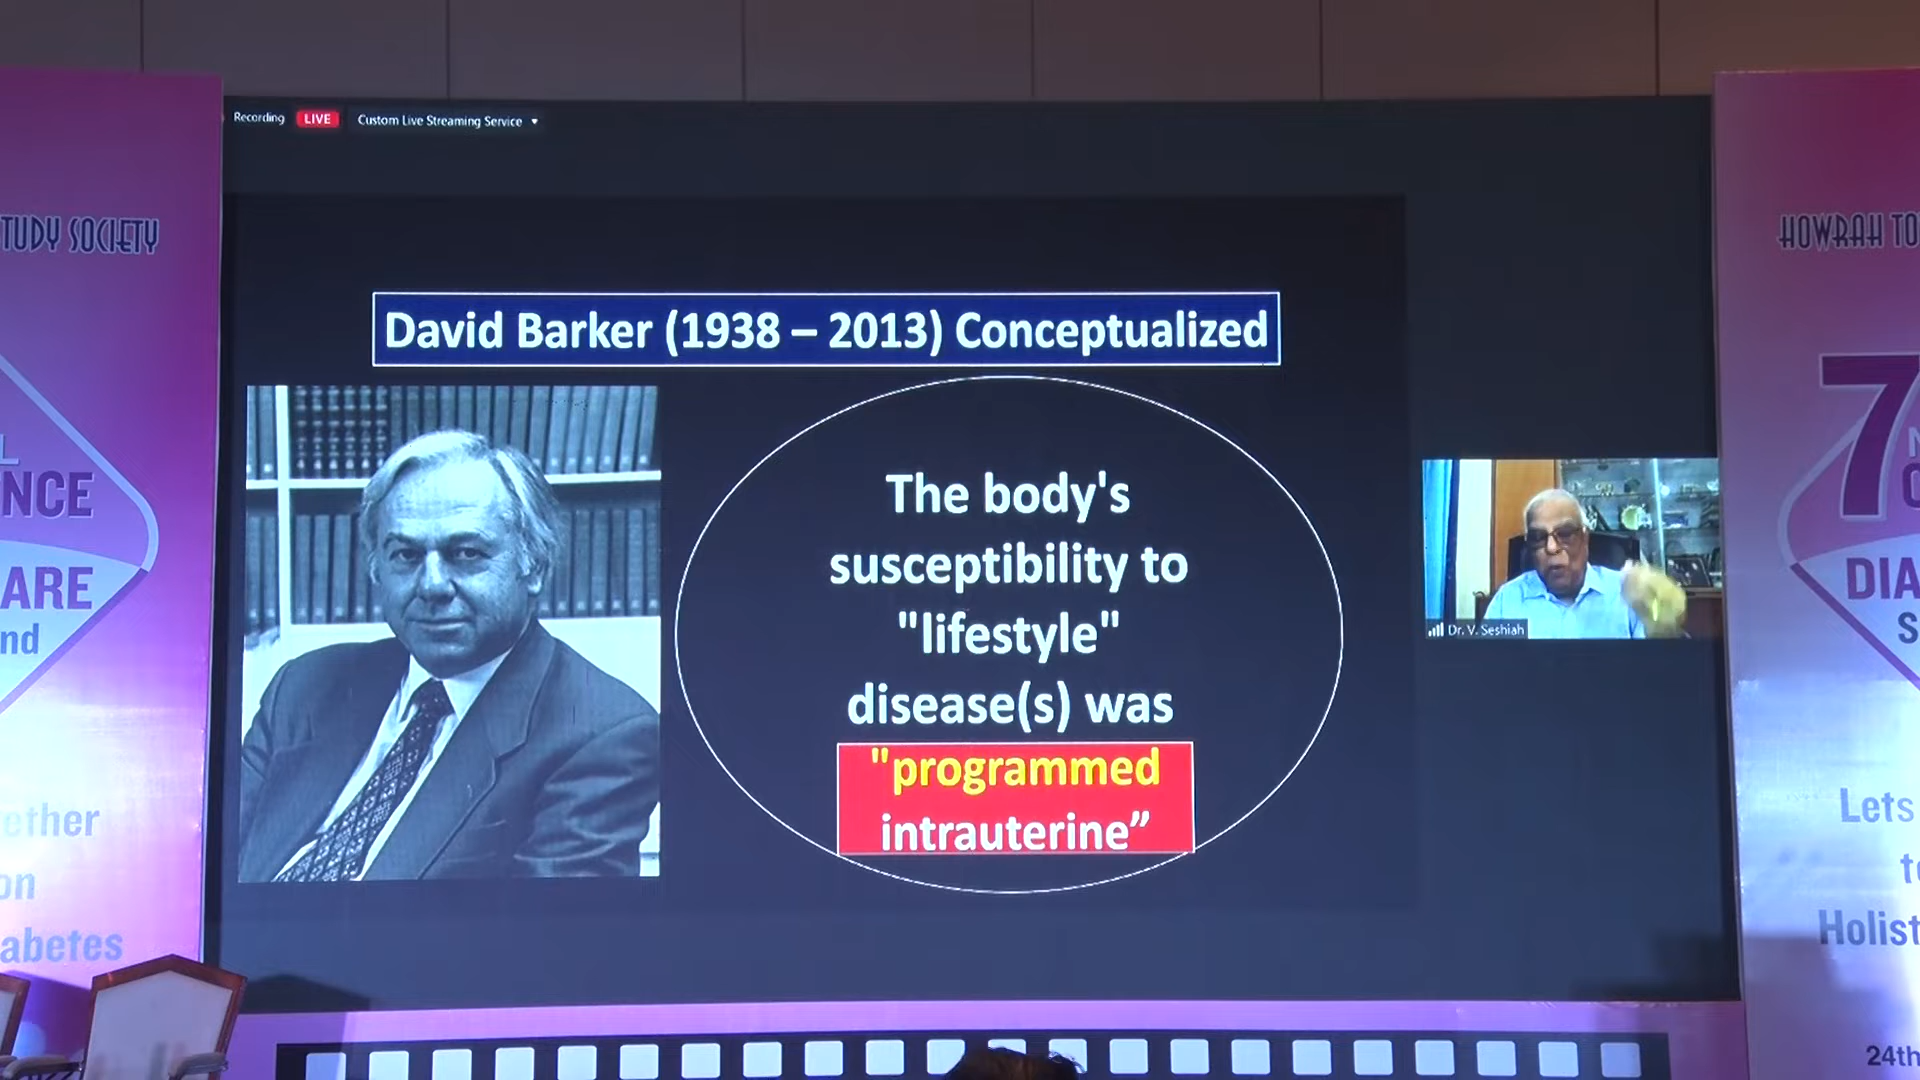 Recording LIVE Custom Live Streaming Service
TUDY SOCIETY
HOWRAH TO
David Barker (1938 – 2013) Conceptualized
The body's
susceptibility to
"lifestyle"
disease(s) was
"programmed
intrauterine”
Dr. V. Seshiah
L
NCE
ARE
nd
ether
on
abetes
7
DIA
S
Lets
Holist
24th